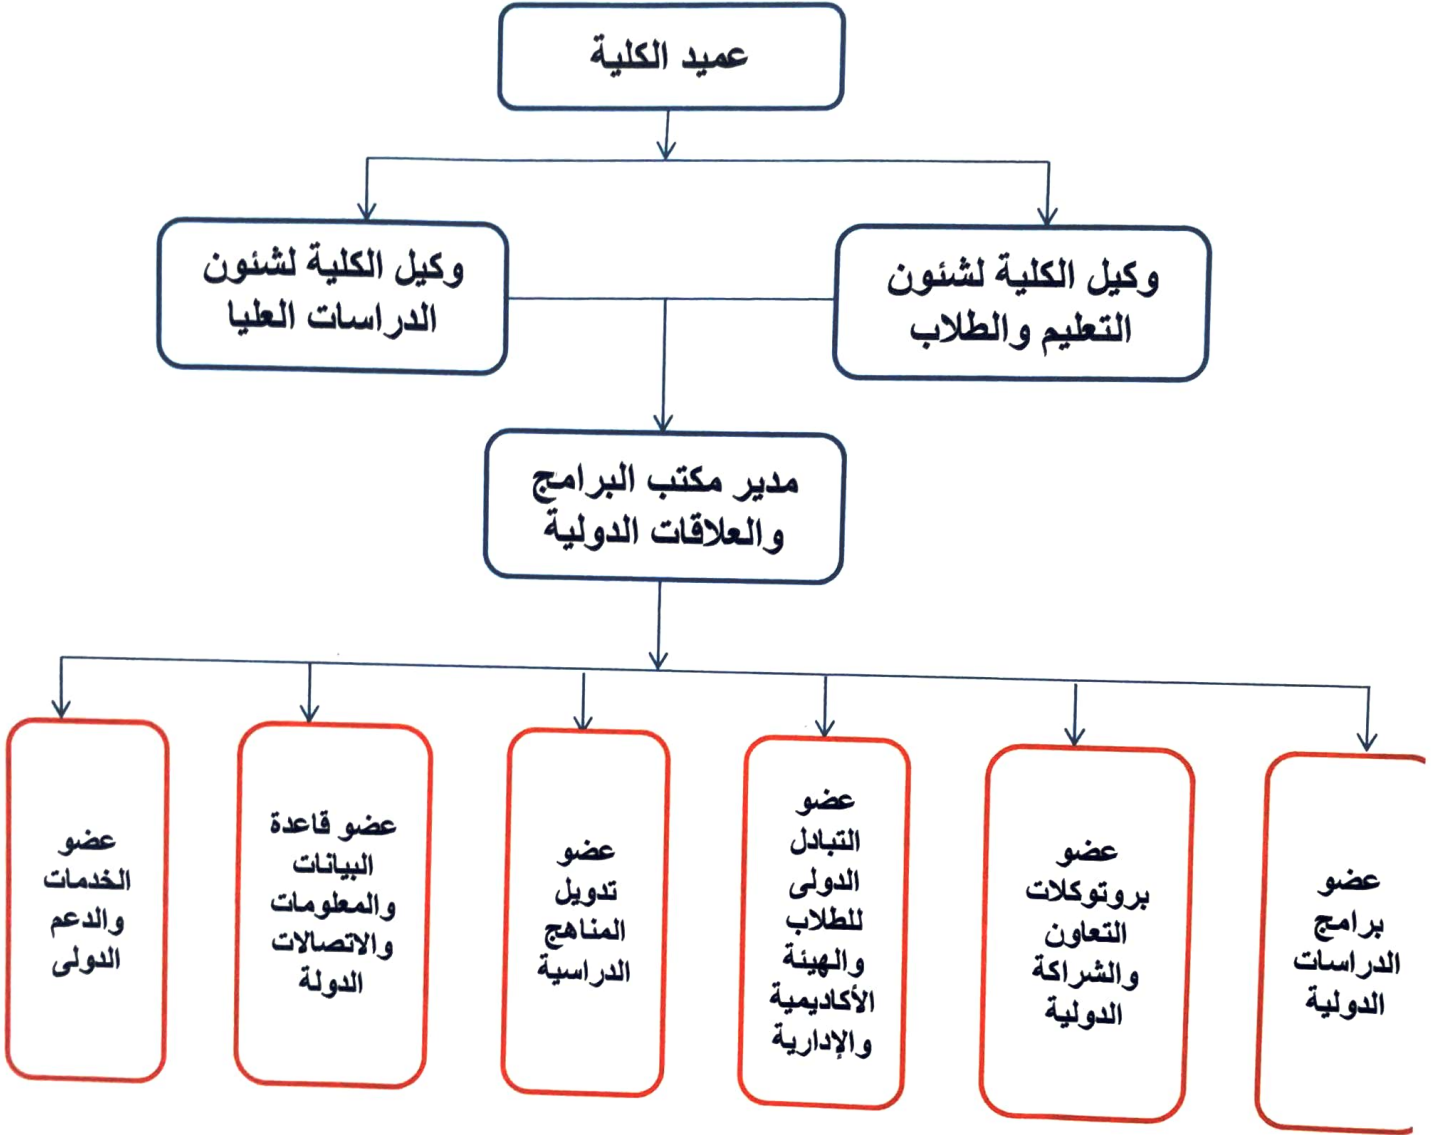 عميد الكلية
وكيل الكلية لشئون
التعليم والطلاب
وكيل الكلية لشئون
الدراسات العليا
مدير مكتب البرامج
والعلاقات الدولية
عضو
برامج
الدراسات
الدولية
عضو
بروتوكلات
التعاون
والشراكة
الدولية
عضو
التبادل
الدولى
للطلاب
والهيئة
الأكاديمية
والإدارية
عضو
تدويل
المناهج
الدراسية
عضو قاعدة
البيانات
والمعلومات
والاتصالات
الدولة
عضو
الخدمات
والدعم
الدولى